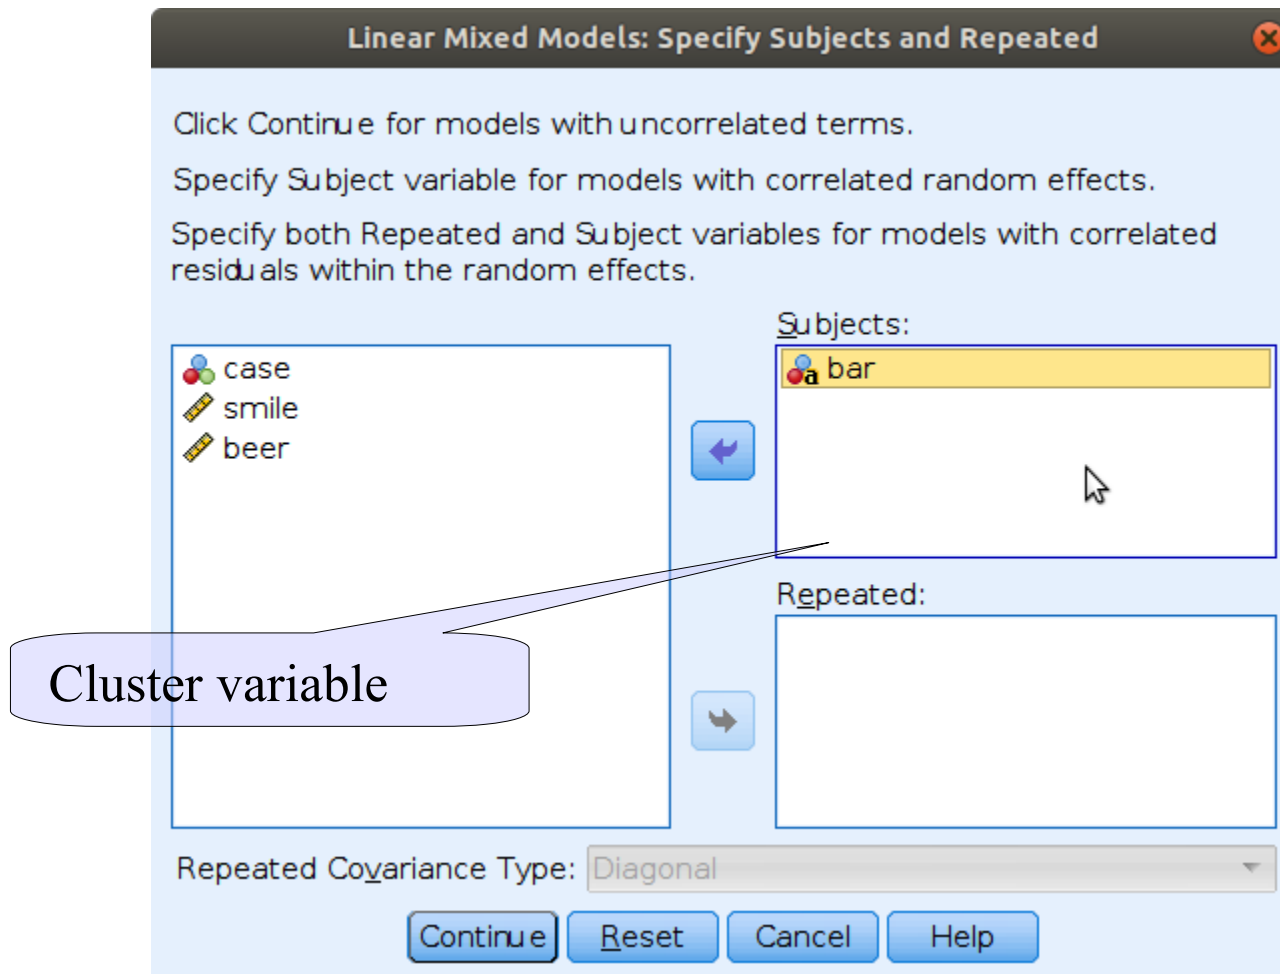 Linear Mixed Models: Specify Subjects and Repeated
Click Continue for models with uncorrelated terms.
Specify Subject variable for models with correlated random effects.
Specify both Repeated and Subject variables for models with correlated
residuals within the random effects.
Subjects:
case
smile
beer
a bar
Repeated:
Cluster variable
Repeated Covariance Type: Diagonal
Continue Reset Cancel Help